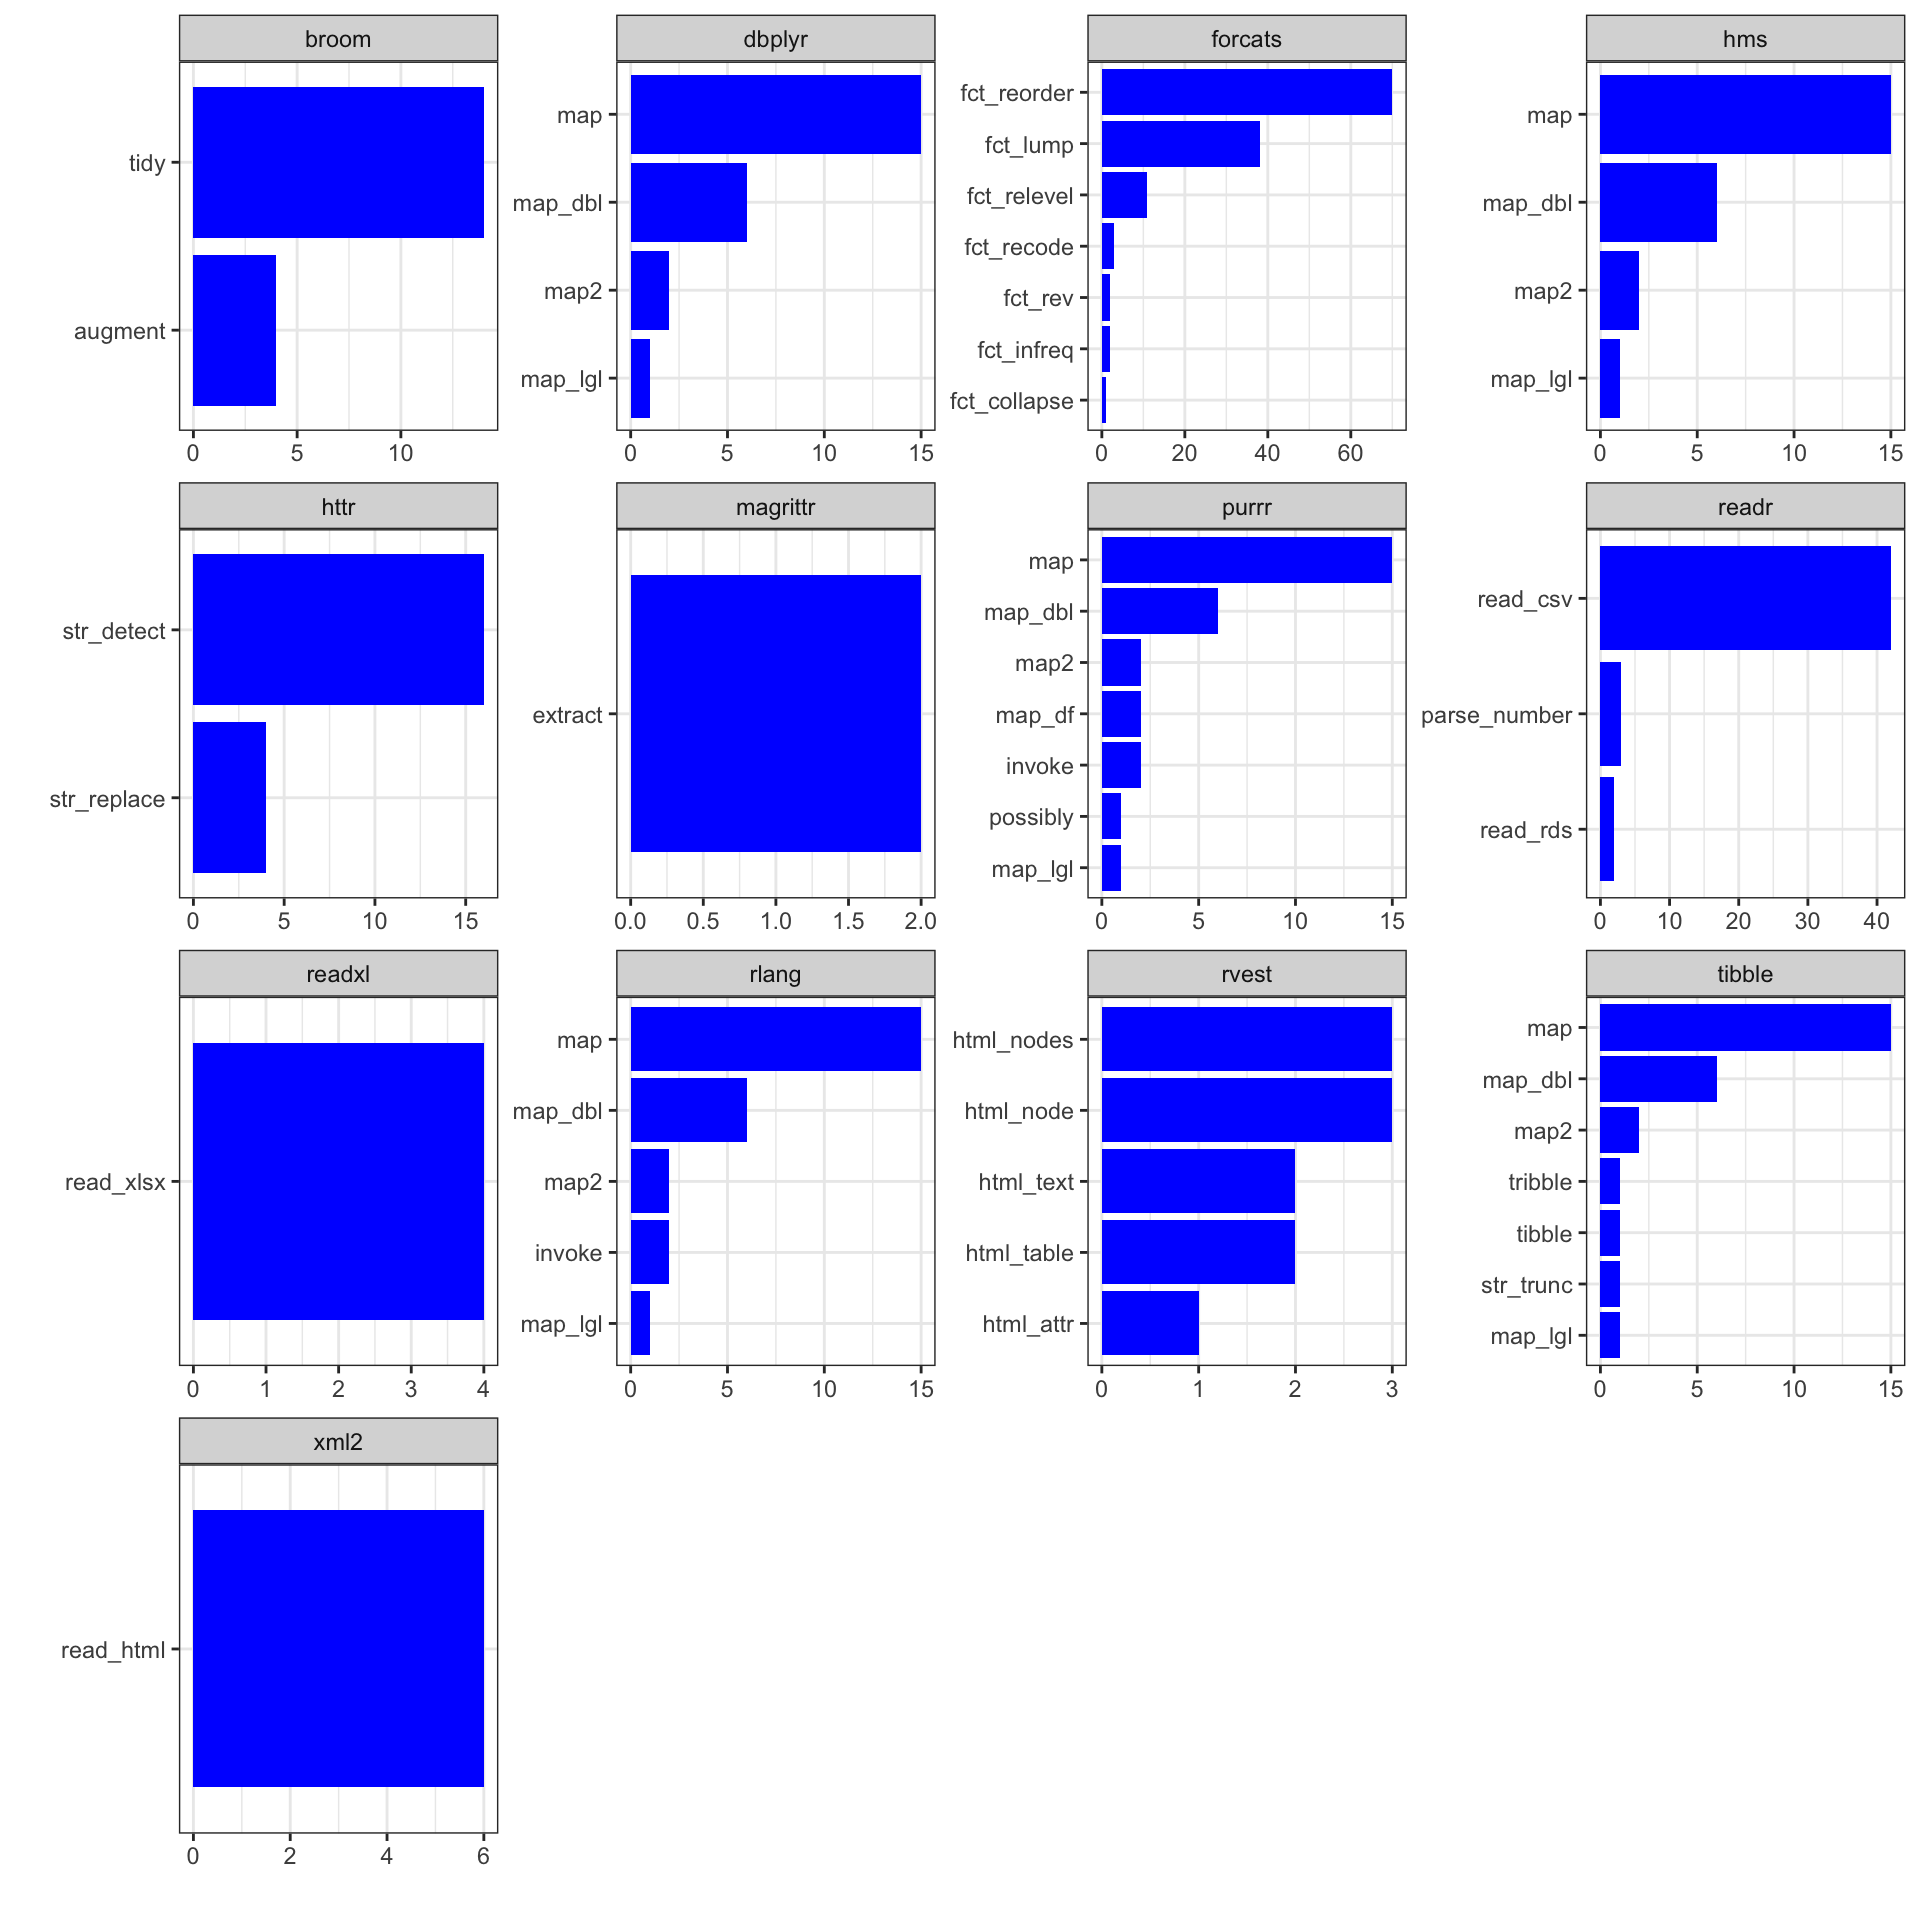 broom
tidy
augment
0 5 10
dbplyr
map
map_dbl
map2
map_lgl
0 5 10 15
forcats
fct_reorder
fct_lump
fct_relevel
fct_recode
fct_rev
fct_infreq
fct_collapse
0 20 40 60
hms
map
map_dbl
map2
map_lgl
0 5 10 15
httr
str_detect
str_replace
0 5 10 15
magrittr
extract
0.0 0.5 1.0 1.5 2.0
purrr
map
map_dbl
map2
map_df
invoke
possibly
map_lgl
0 5 10 15
readr
read_csv
parse_number
read_rds
0 10 20 30 40
readxl
read_xlsx
0 1 2 3 4
rlang
map
map_dbl
map2
invoke
map_lgl
0 5 10 15
rvest
html_nodes
html_node
html_text
html_table
html_attr
0 1 2 3
tibble
map
map_dbl
map2
tribble
tibble
str_trunc
map_lgl
0 5 10 15
xml2
read_html
0 2 4 6